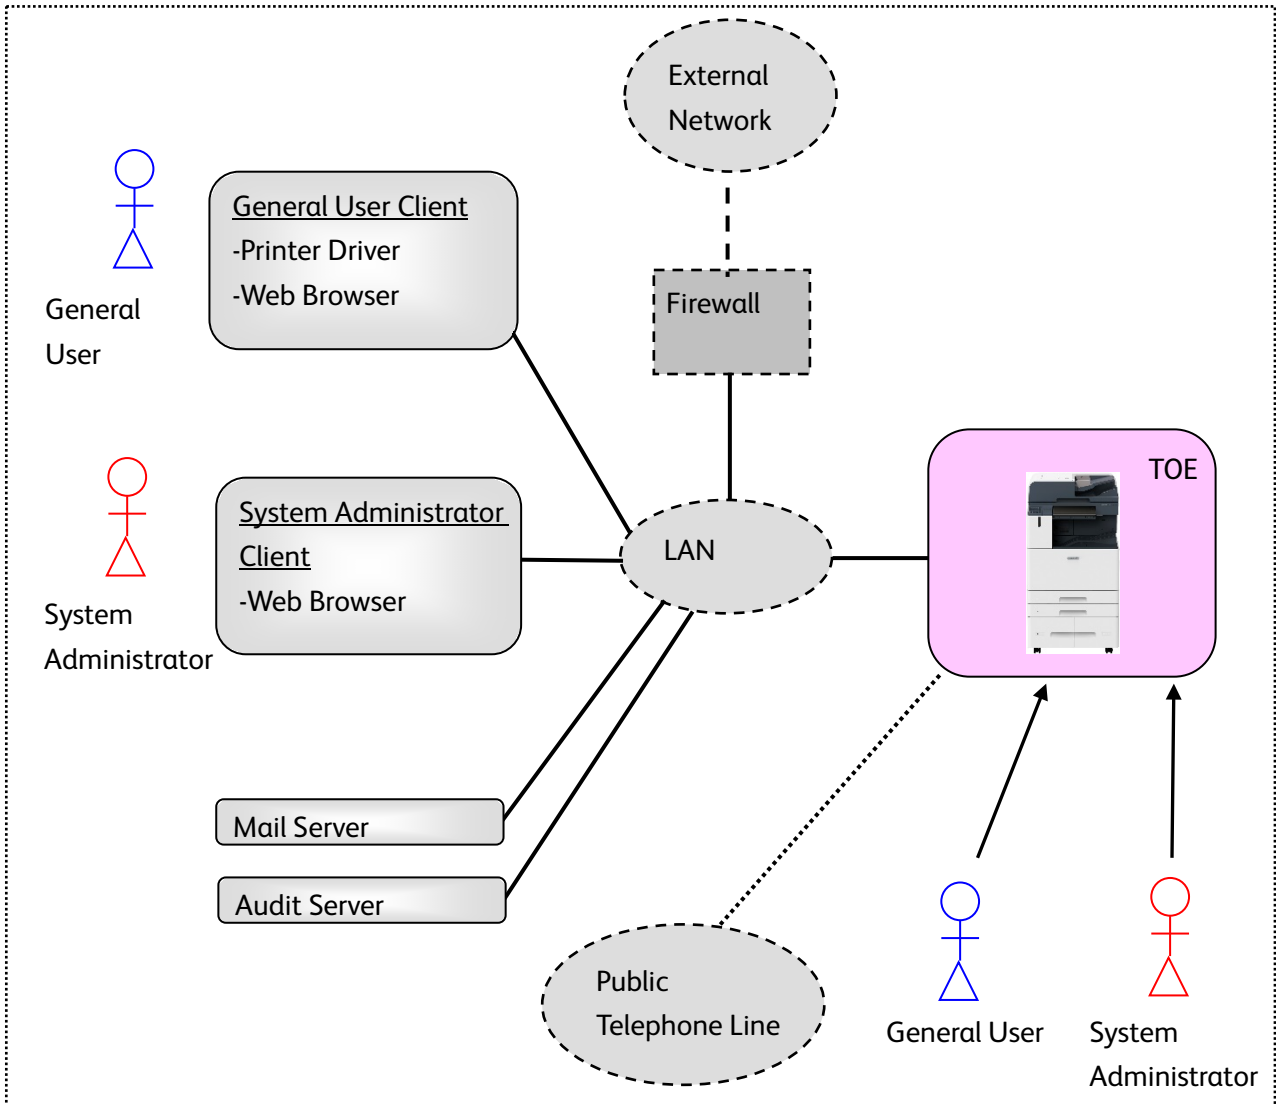 External
Network
General User Client
-Printer Driver
-Web Browser
General
User
Firewall
TOE
System Administrator
Client
-Web Browser
LAN
System
Administrator
Mail Server
Audit Server
Public
Telephone Line
General User
System
Administrator